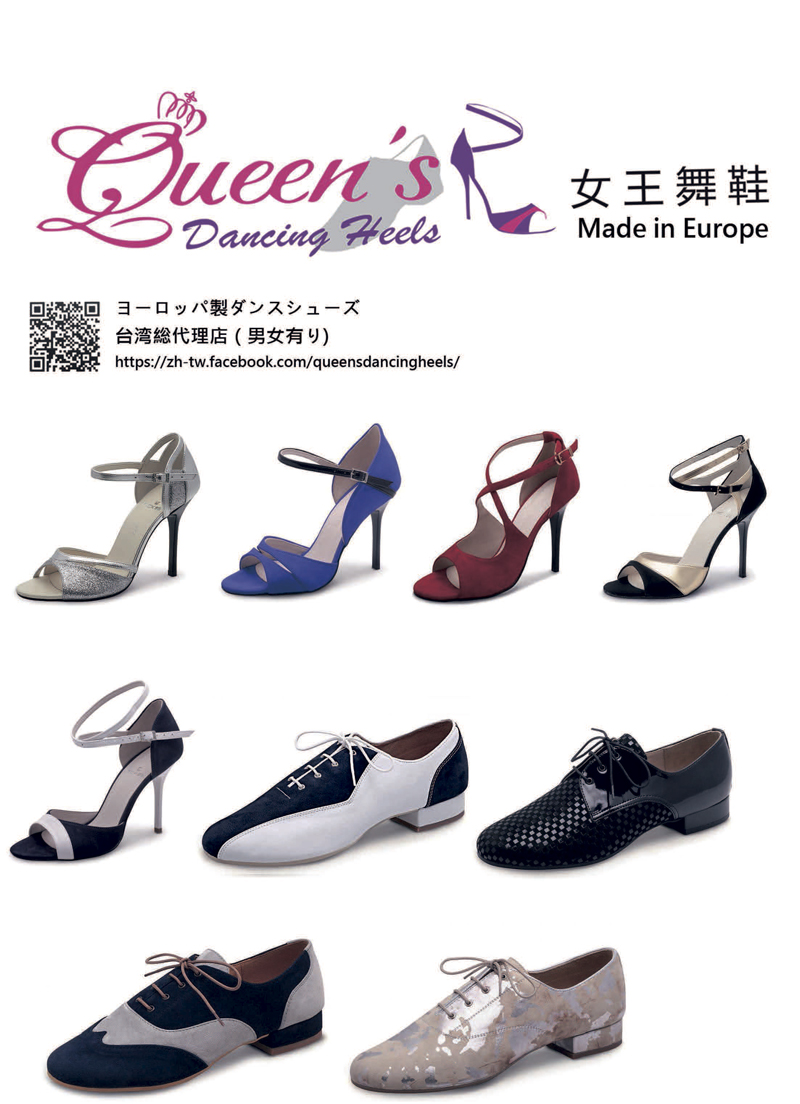 Queen's
Dancing Heels
女王舞鞋
Made in Europe
ヨーロッパ製ダンスシューズ
台湾総代理店 ( 男女有り)
https://zh-tw.facebook.com/queensdancingheels/